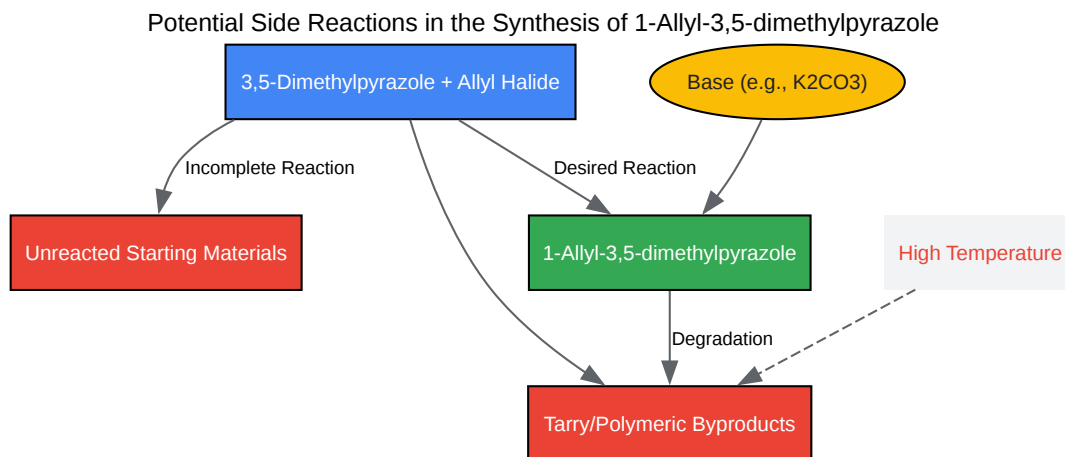 Potential Side Reactions in the Synthesis of 1-Allyl-3,5-dimethylpyrazole
3,5-Dimethylpyrazole + Allyl Halide
Base (e.g., K2CO3)
Incomplete Reaction
Desired Reaction
Unreacted Starting Materials
1-Allyl-3,5-dimethylpyrazole
High Temperature
Degradation
Tarry/Polymeric Byproducts